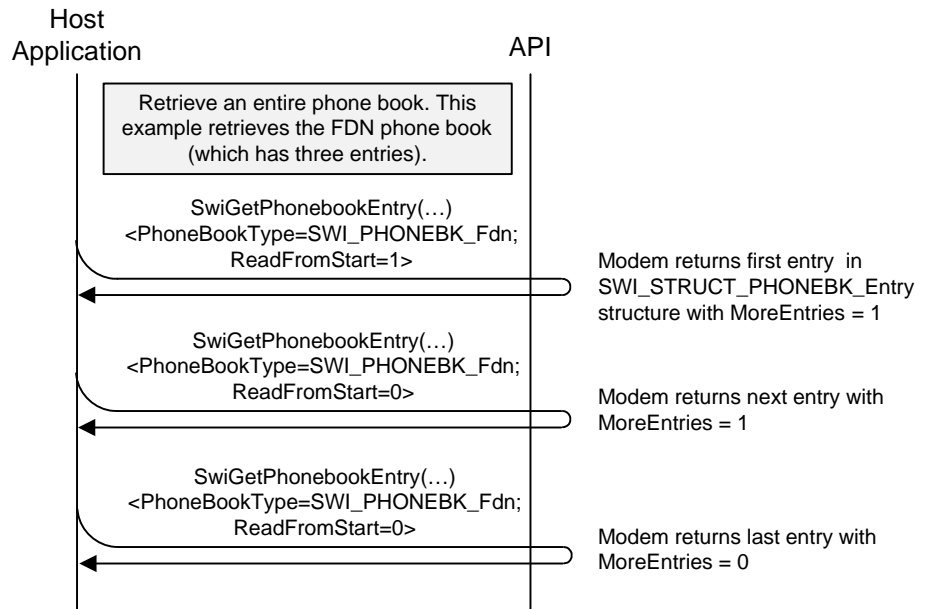 Host
Application
API
Retrieve an entire phone book. This
example retrieves the FDN phone book
(which has three entries).
SwiGetPhonebookEntry(…)
<PhoneBookType=SWI_PHONEBK_Fdn;
ReadFromStart=1>
Modem returns first entry in
SWI_STRUCT_PHONEBK_Entry
structure with MoreEntries = 1
SwiGetPhonebookEntry(…)
<PhoneBookType=SWI_PHONEBK_Fdn;
ReadFromStart=0>
Modem returns next entry with
MoreEntries = 1
SwiGetPhonebookEntry(…)
<PhoneBookType=SWI_PHONEBK_Fdn;
ReadFromStart=0>
Modem returns last entry with
MoreEntries = 0